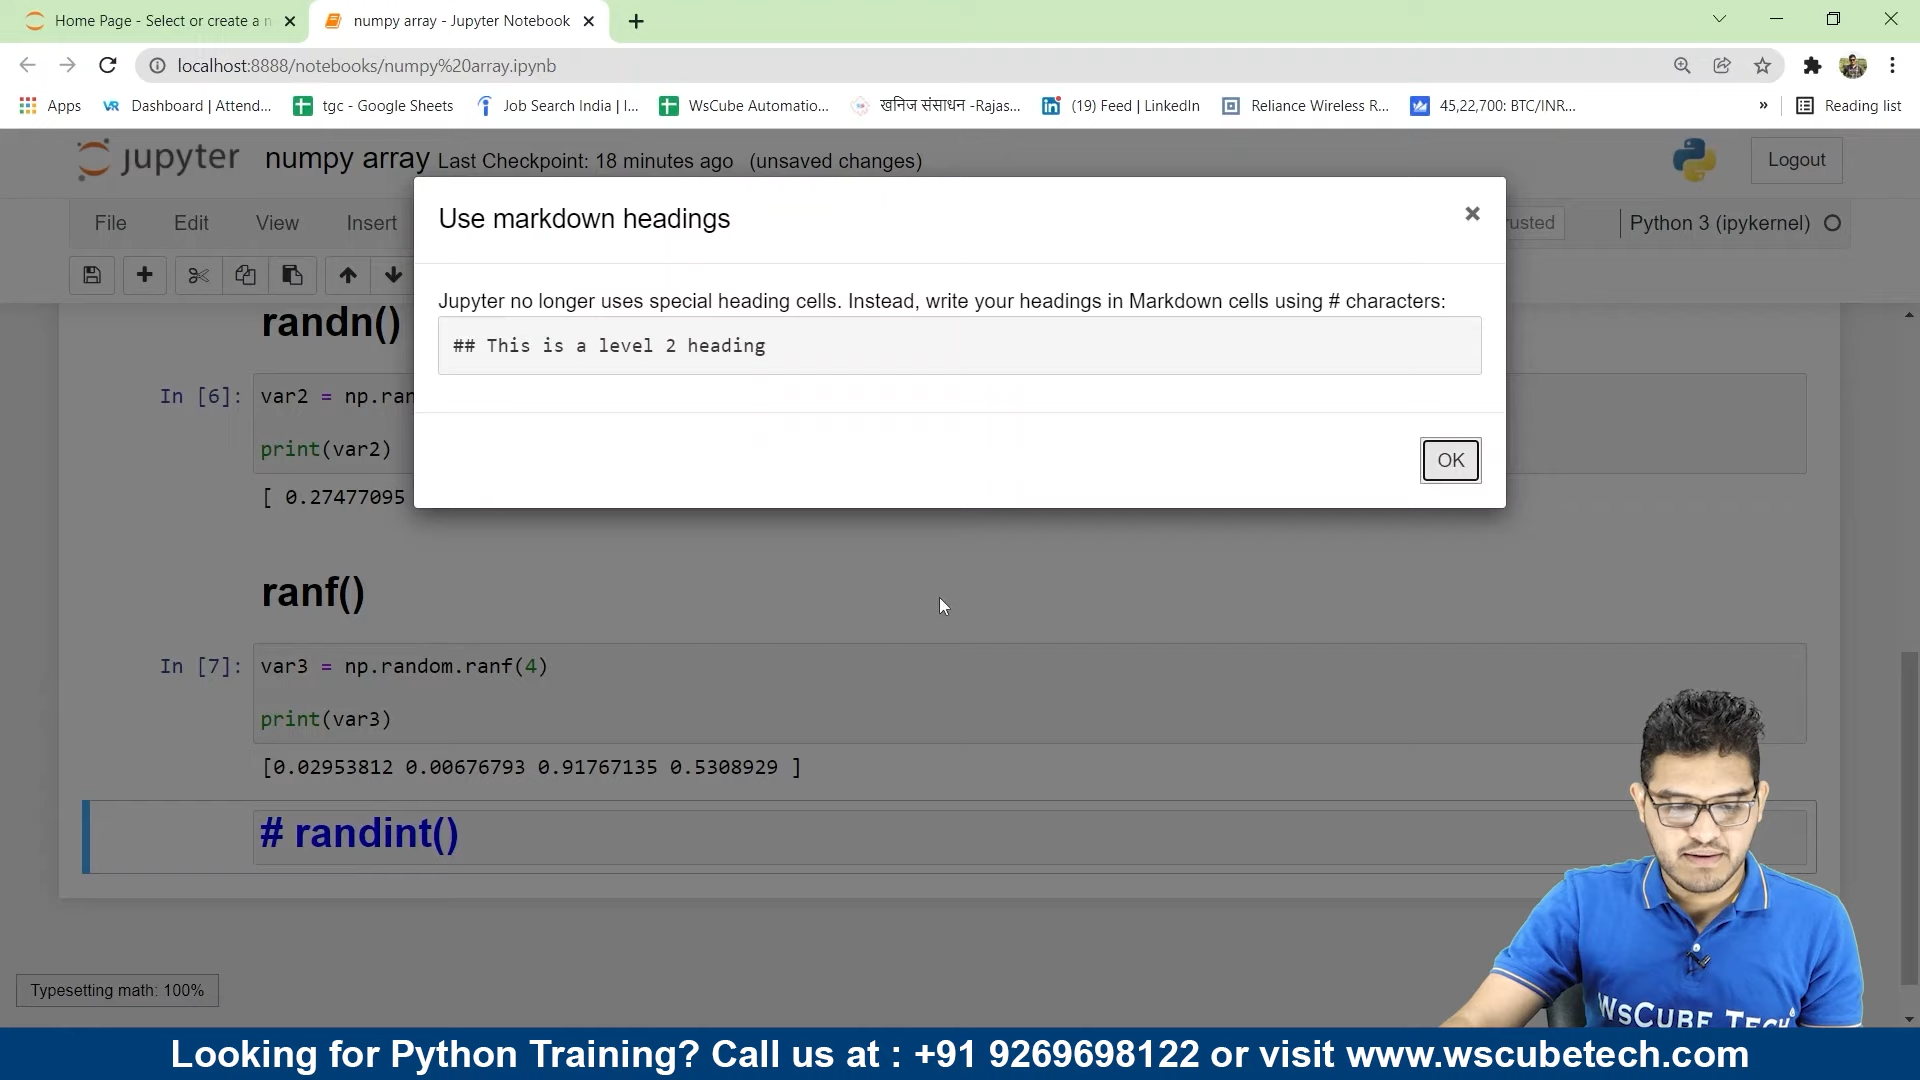 Home Page - Select or create a n
numpy array - Jupyter Notebook
localhost:8888/notebooks/numpy%20array.ipynb
Apps
Dashboard | Attend...
tgc - Google Sheets
Job Search India | I...
WsCube Automatio...
खनिज संसाधन -Rajas...
(19) Feed | LinkedIn
Reliance Wireless R...
45,22,700: BTC/INR...
»
Reading list
jupyter
numpy array Last Checkpoint: 18 minutes ago (unsaved changes)
Logout
File
Edit
View
Insert
rusted
Python 3 (ipykernel)
Use markdown headings
Jupyter no longer uses special heading cells. Instead, write your headings in Markdown cells using # characters:
## This is a level 2 heading
OK
randn()
In [6]:
var2 = np.ran
print(var2)
[ 0.27477095
ranf()
In [7]:
var3 = np.random.ranf(4)
print(var3)
[0.02953812 0.00676793 0.91767135 0.5308929 ]
# randint()
Typesetting math: 100%
WSCUBE TECH
Looking for Python Training? Call us at : +91 9269698122 or visit www.wscubetech.com